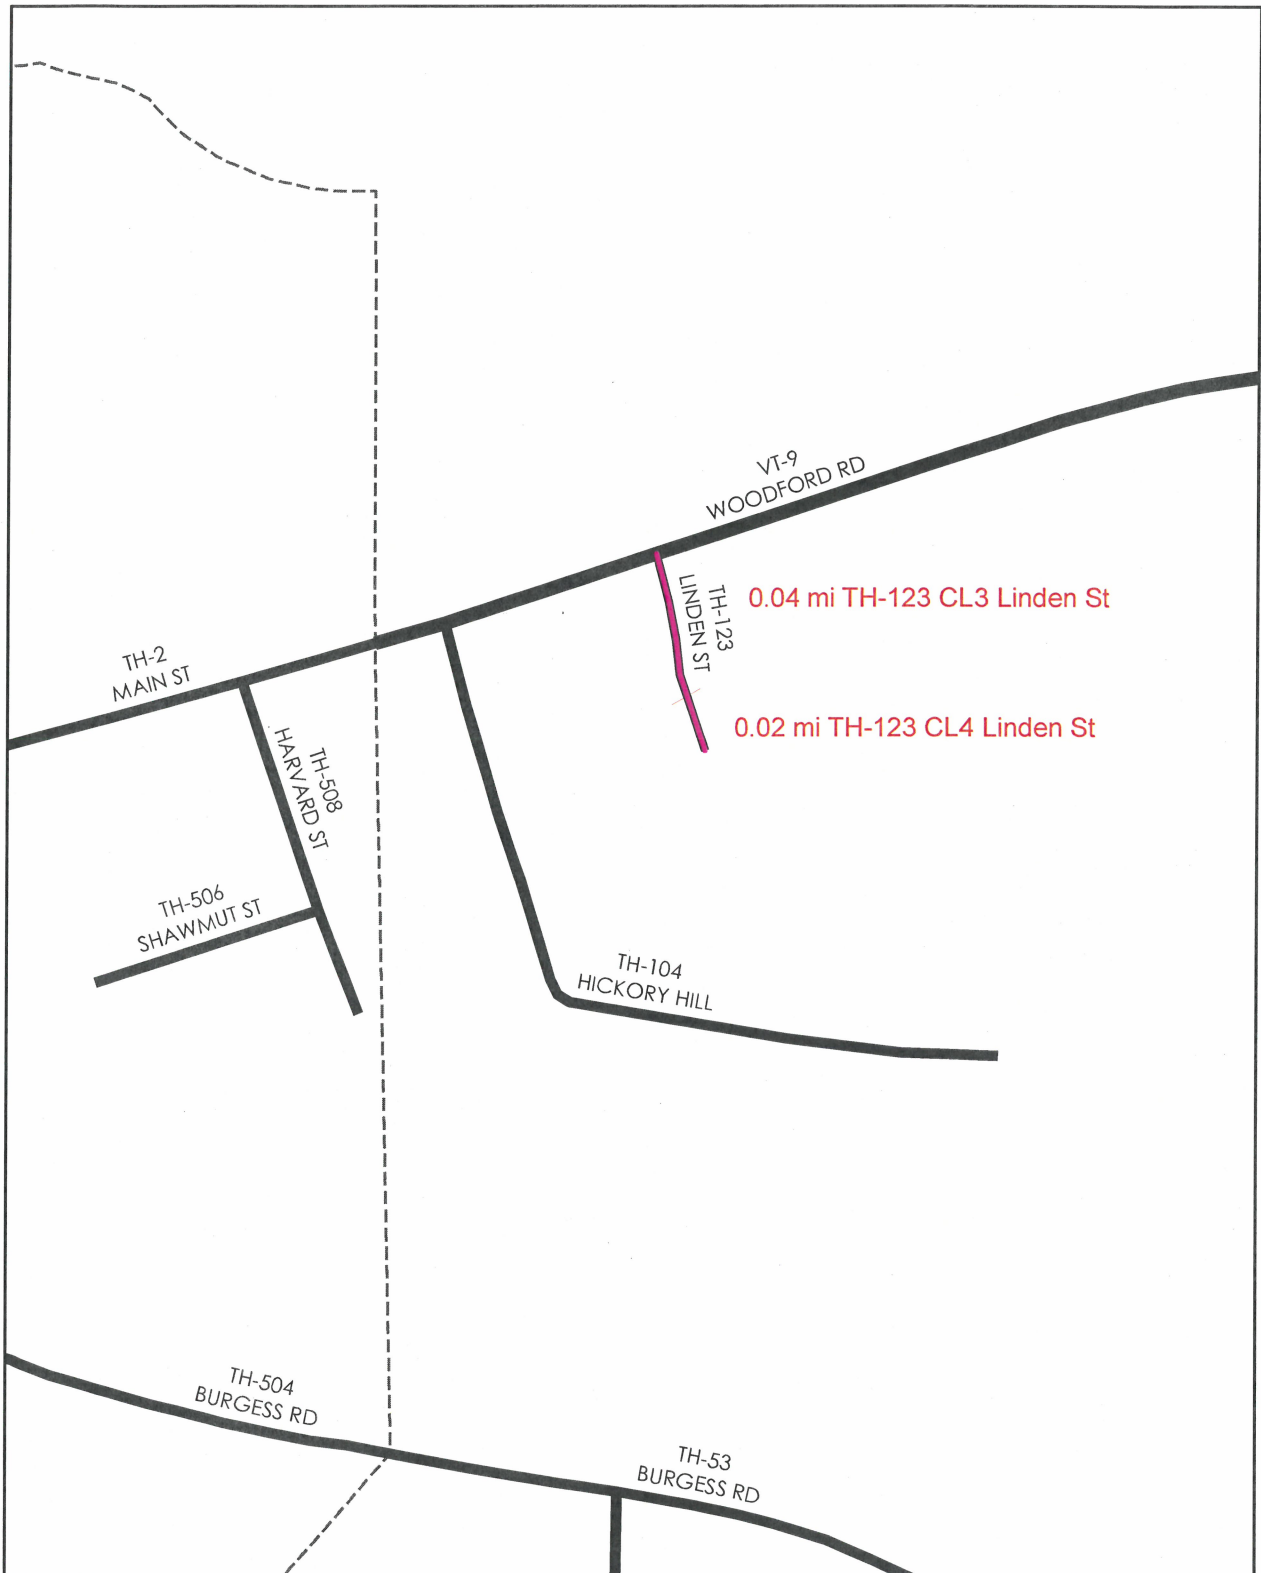 VT-9
WOODFORD RD
TH-123
LINDEN ST
0.04 mi TH-123 CL3 Linden St
TH-2
MAIN ST
0.02 mi TH-123 CL4 Linden St
TH-508
HARVARD ST
TH-506
SHAWMUT ST
TH-104
HICKORY HILL
TH-504
BURGESS RD
TH-53
BURGESS RD